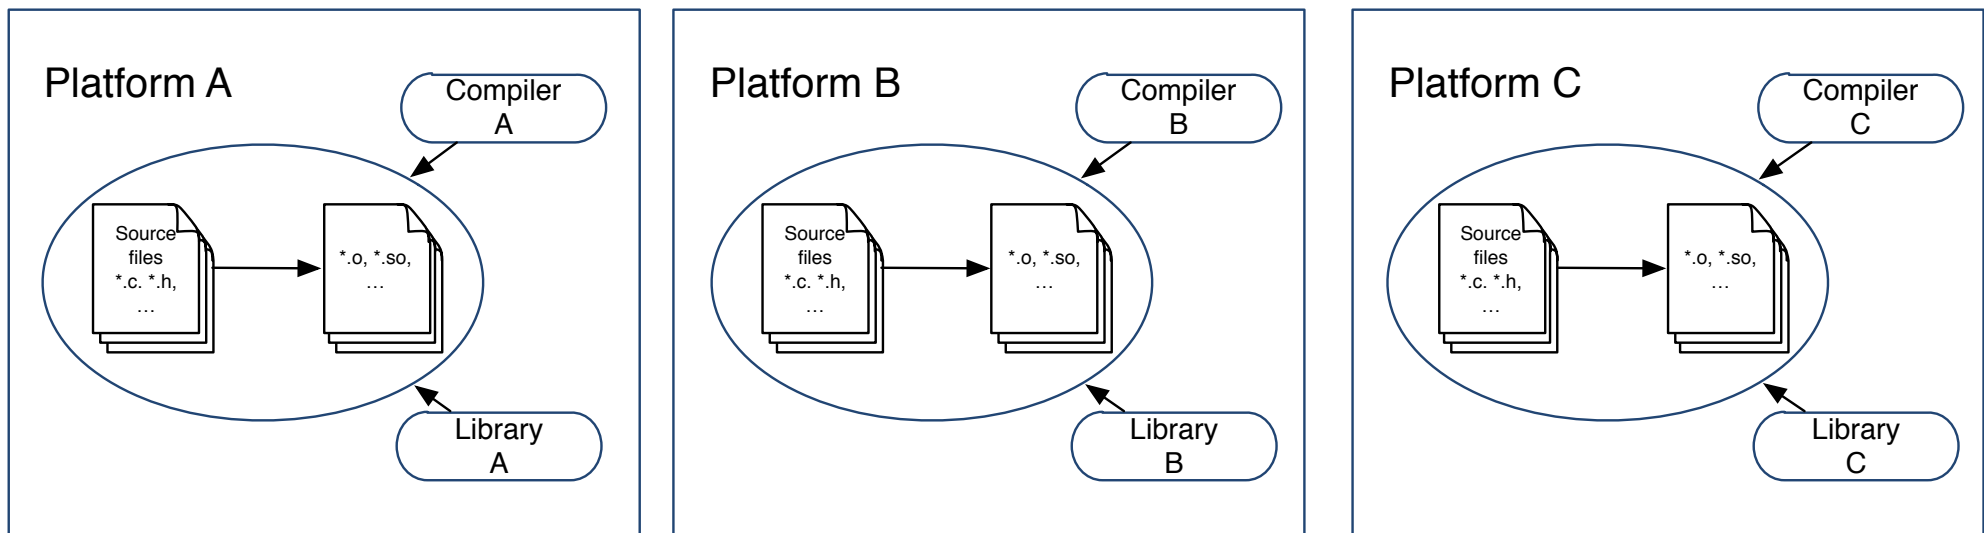 Platform A
Compiler
A
Source
files
*.c. *.h,
…
*.o, *.so,
…
Library
A
Platform B
Compiler
B
Source
files
*.c. *.h,
…
*.o, *.so,
…
Library
B
Platform C
Compiler
C
Source
files
*.c. *.h,
…
*.o, *.so,
…
Library
C